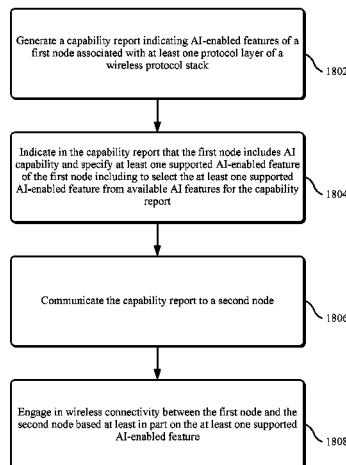 Generate a capability report indicating AI-enabled features of a
first node associated with at least one protocol layer of a
wireless protocol stack
1802
Indicate in the capability report that the first node includes AI
capability and specify at least one supported AI-enabled feature
of the first node including to select the at least one supported
AI-enabled feature from available AI features for the capability
report
1804
Communicate the capability report to a second node
1806
Engage in wireless connectivity between the first node and the
second node based at least in part on the at least one supported
AI-enabled feature
1808